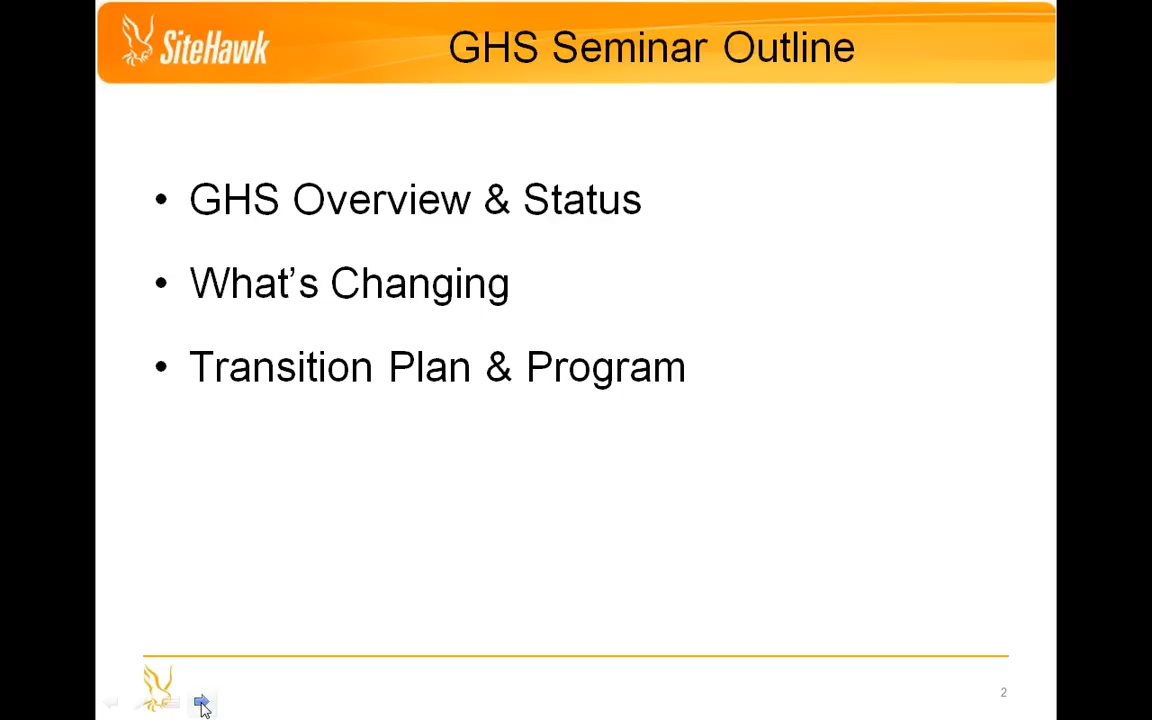 SiteHawk
GHS Seminar Outline
• GHS Overview & Status
• What’s Changing
• Transition Plan & Program
2